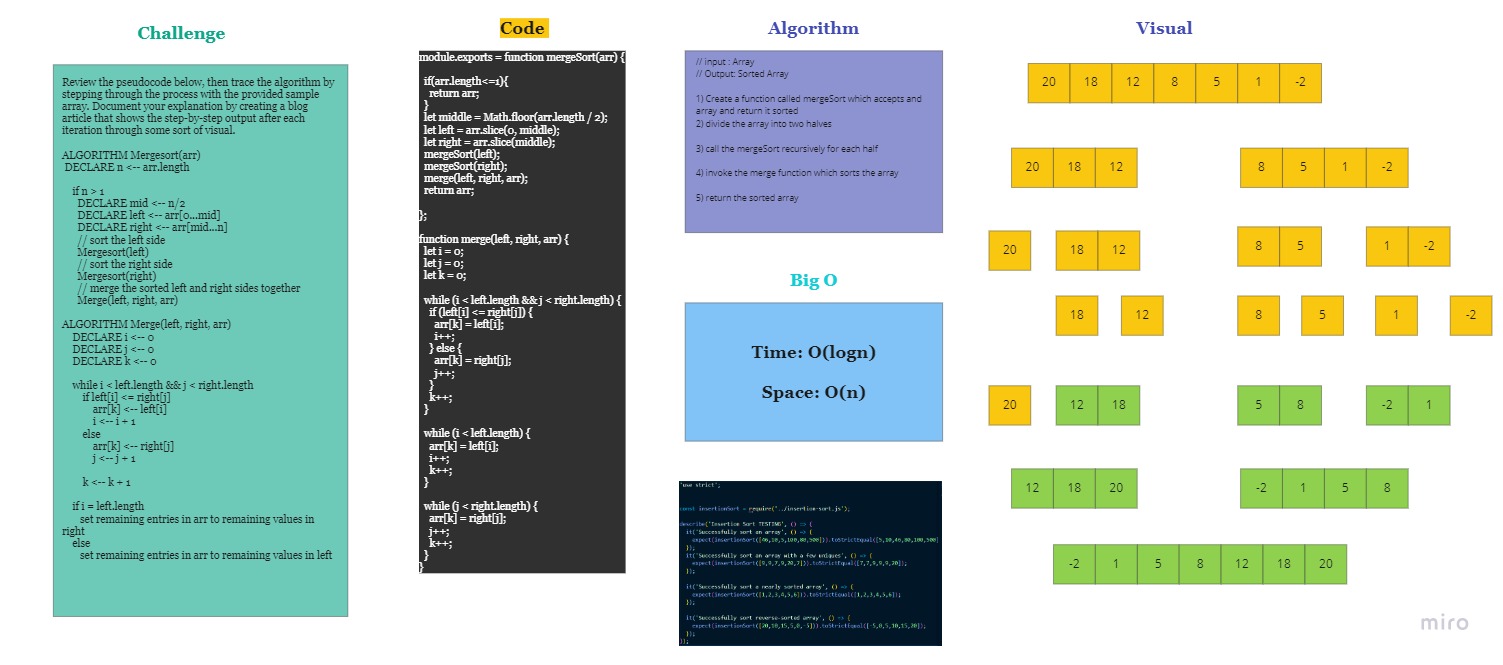 Challenge
Review the pseudocode below, then trace the algorithm by
stepping through the process with the provided sample
array. Document your explanation by creating a blog
article that shows the step-by-step output after each
iteration through some sort of visual.
ALGORITHM Mergesort(arr)
DECLARE n <-- arr.length
if n > 1
DECLARE mid <-- n/2
DECLARE left <-- arr[0...mid]
DECLARE right <-- arr[mid...n]
// sort the left side
Mergesort(left)
// sort the right side
Mergesort(right)
// merge the sorted left and right sides together
Merge(left, right, arr)
ALGORITHM Merge(left, right, arr)
DECLARE i <-- 0
DECLARE j <-- 0
DECLARE k <-- 0
while i < left.length && j < right.length
if left[i] <= right[j]
arr[k] <-- left[i]
i <-- i + 1
else
arr[k] <-- right[j]
j <-- j + 1
k <-- k + 1
if i = left.length
set remaining entries in arr to remaining values in
right
else
set remaining entries in arr to remaining values in left
Code
module.exports = function mergeSort(arr) {
if(arr.length<=1){
return arr;
}
let middle = Math.floor(arr.length / 2);
let left = arr.slice(0, middle);
let right = arr.slice(middle);
mergeSort(left);
mergeSort(right);
merge(left, right, arr);
return arr;
};
function merge(left, right, arr) {
let i = 0;
let j = 0;
let k = 0;
while (i < left.length && j < right.length) {
if (left[i] <= right[j]) {
arr[k] = left[i];
i++;
} else {
arr[k] = right[j];
j++;
}
k++;
}
while (i < left.length) {
arr[k] = left[i];
i++;
k++;
}
while (j < right.length) {
arr[k] = right[j];
j++;
k++;
}
}
Algorithm
// input : Array
// Output: Sorted Array
1) Create a function called mergeSort which accepts and
array and return it sorted
2) divide the array into two halves
3) call the mergeSort recursively for each half
4) invoke the merge function which sorts the array
5) return the sorted array
Big O
Time: O(logn)
Space: O(n)
'use strict';
const insertionSort = require('../insertion-sort.js');
describe('Insertion Sort TESTING', () => {
it('Successfully sort an array', () => {
expect(insertionSort([46,10,5,100,80,500])).toStrictEqual([5,10,46,80,100,500]
});
it('Successfully sort an array with a few uniques', () => {
expect(insertionSort([9,9,7,9,20,7])).toStrictEqual([7,7,9,9,9,20]);
});
it('Successfully sort a nearly sorted array', () => {
expect(insertionSort([1,2,3,4,5,6])).toStrictEqual([1,2,3,4,5,6]);
});
it('Successfully sort reverse-sorted array', () => {
expect(insertionSort([20,10,15,5,0,-5])).toStrictEqual([-5,0,5,10,15,20]);
});
});
Visual
20 18 12 8 5 1 -2
20 18 12 8 5 1 -2
20 18 12 8 5 1 -2
18 12 8 5 1 -2
20 12 18 5 8 -2 1
12 18 20 -2 1 5 8
-2 1 5 8 12 18 20
miro